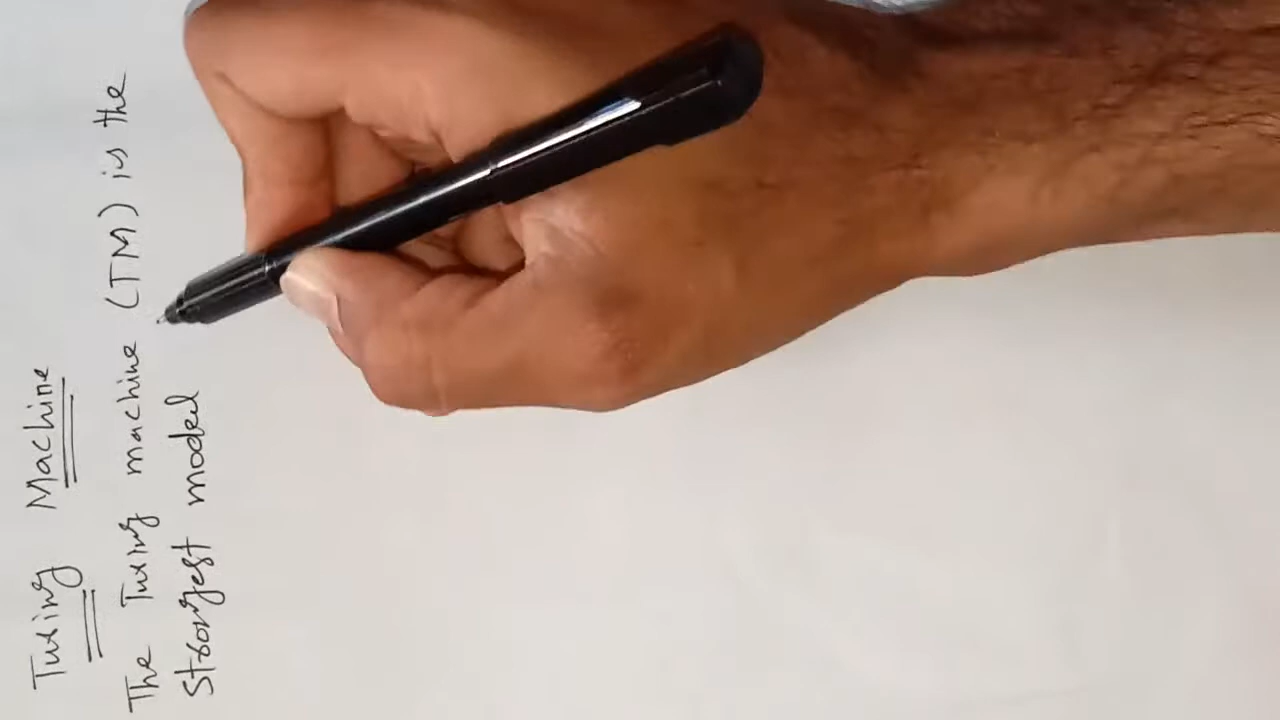 Turing Machine
The Turing machine (TM) is the
Strongest model